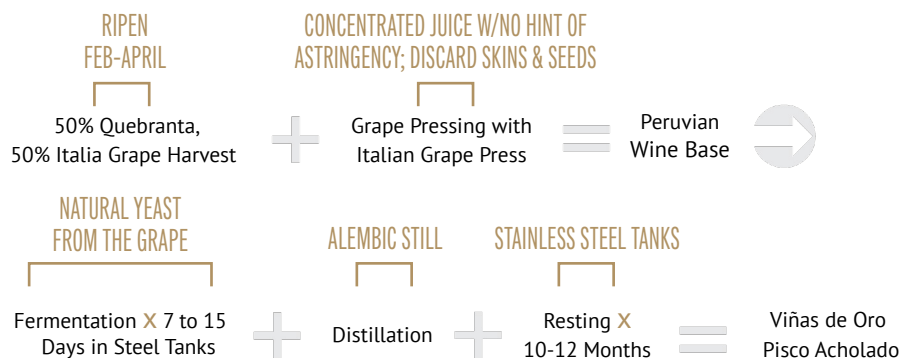 RIPEN
FEB-APRIL
CONCENTRATED JUICE W/NO HINT OF
ASTRINGENCY; DISCARD SKINS & SEEDS
50% Quebranta,
50% Italia Grape Harvest
+
Grape Pressing with
Italian Grape Press
=
Peruvian
Wine Base
NATURAL YEAST
FROM THE GRAPE
ALEMBIC STILL
STAINLESS STEEL TANKS
Fermentation X 7 to 15
Days in Steel Tanks
+
Distillation
+
Resting X
10-12 Months
=
Viñas de Oro
Pisco Acholado